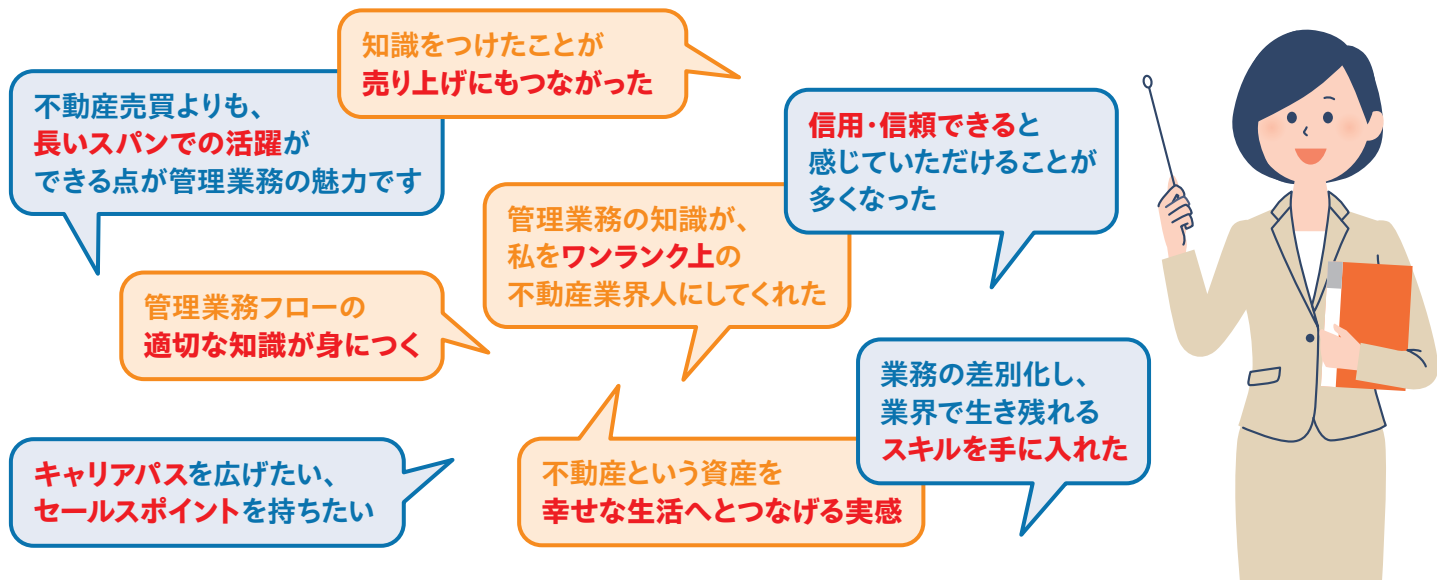 知識をつけたことが
売り上げにもつながった
不動産売買よりも、
長いスパンでの活躍が
できる点が管理業務の魅力です
信用・信頼できると
感じていただけることが
多くなった
管理業務の知識が、
私をワンランク上の
不動産業界人にしてくれた
管理業務フローの
適切な知識が身につく
業務の差別化し、
業界で生き残れる
スキルを手に入れた
キャリアパスを広げたい、
セールスポイントを持ちたい
不動産という資産を
幸せな生活へとつなげる実感